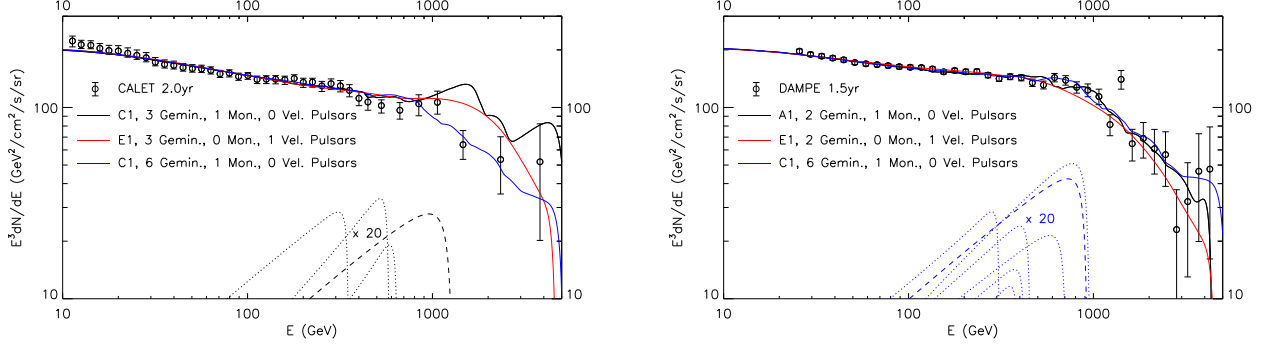 10 100 1000
100 100
CALET 2.0yr
C1, 3 Gemin., 1 Mon., 0 Vel. Pulsars
E1, 3 Gemin., 0 Mon., 1 Vel. Pulsars
C1, 6 Gemin., 1 Mon., 0 Vel. Pulsars
x 20
10 10
10 100 1000
E (GeV)
E³dN/dE (GeV²/cm²/s/sr)
10 100 1000
100 100
DAMPE 1.5yr
A1, 2 Gemin., 1 Mon., 0 Vel. Pulsars
E1, 2 Gemin., 0 Mon., 1 Vel. Pulsars
C1, 6 Gemin., 1 Mon., 0 Vel. Pulsars
x 20
10 10
10 100 1000
E (GeV)
E³dN/dE (GeV²/cm²/s/sr)